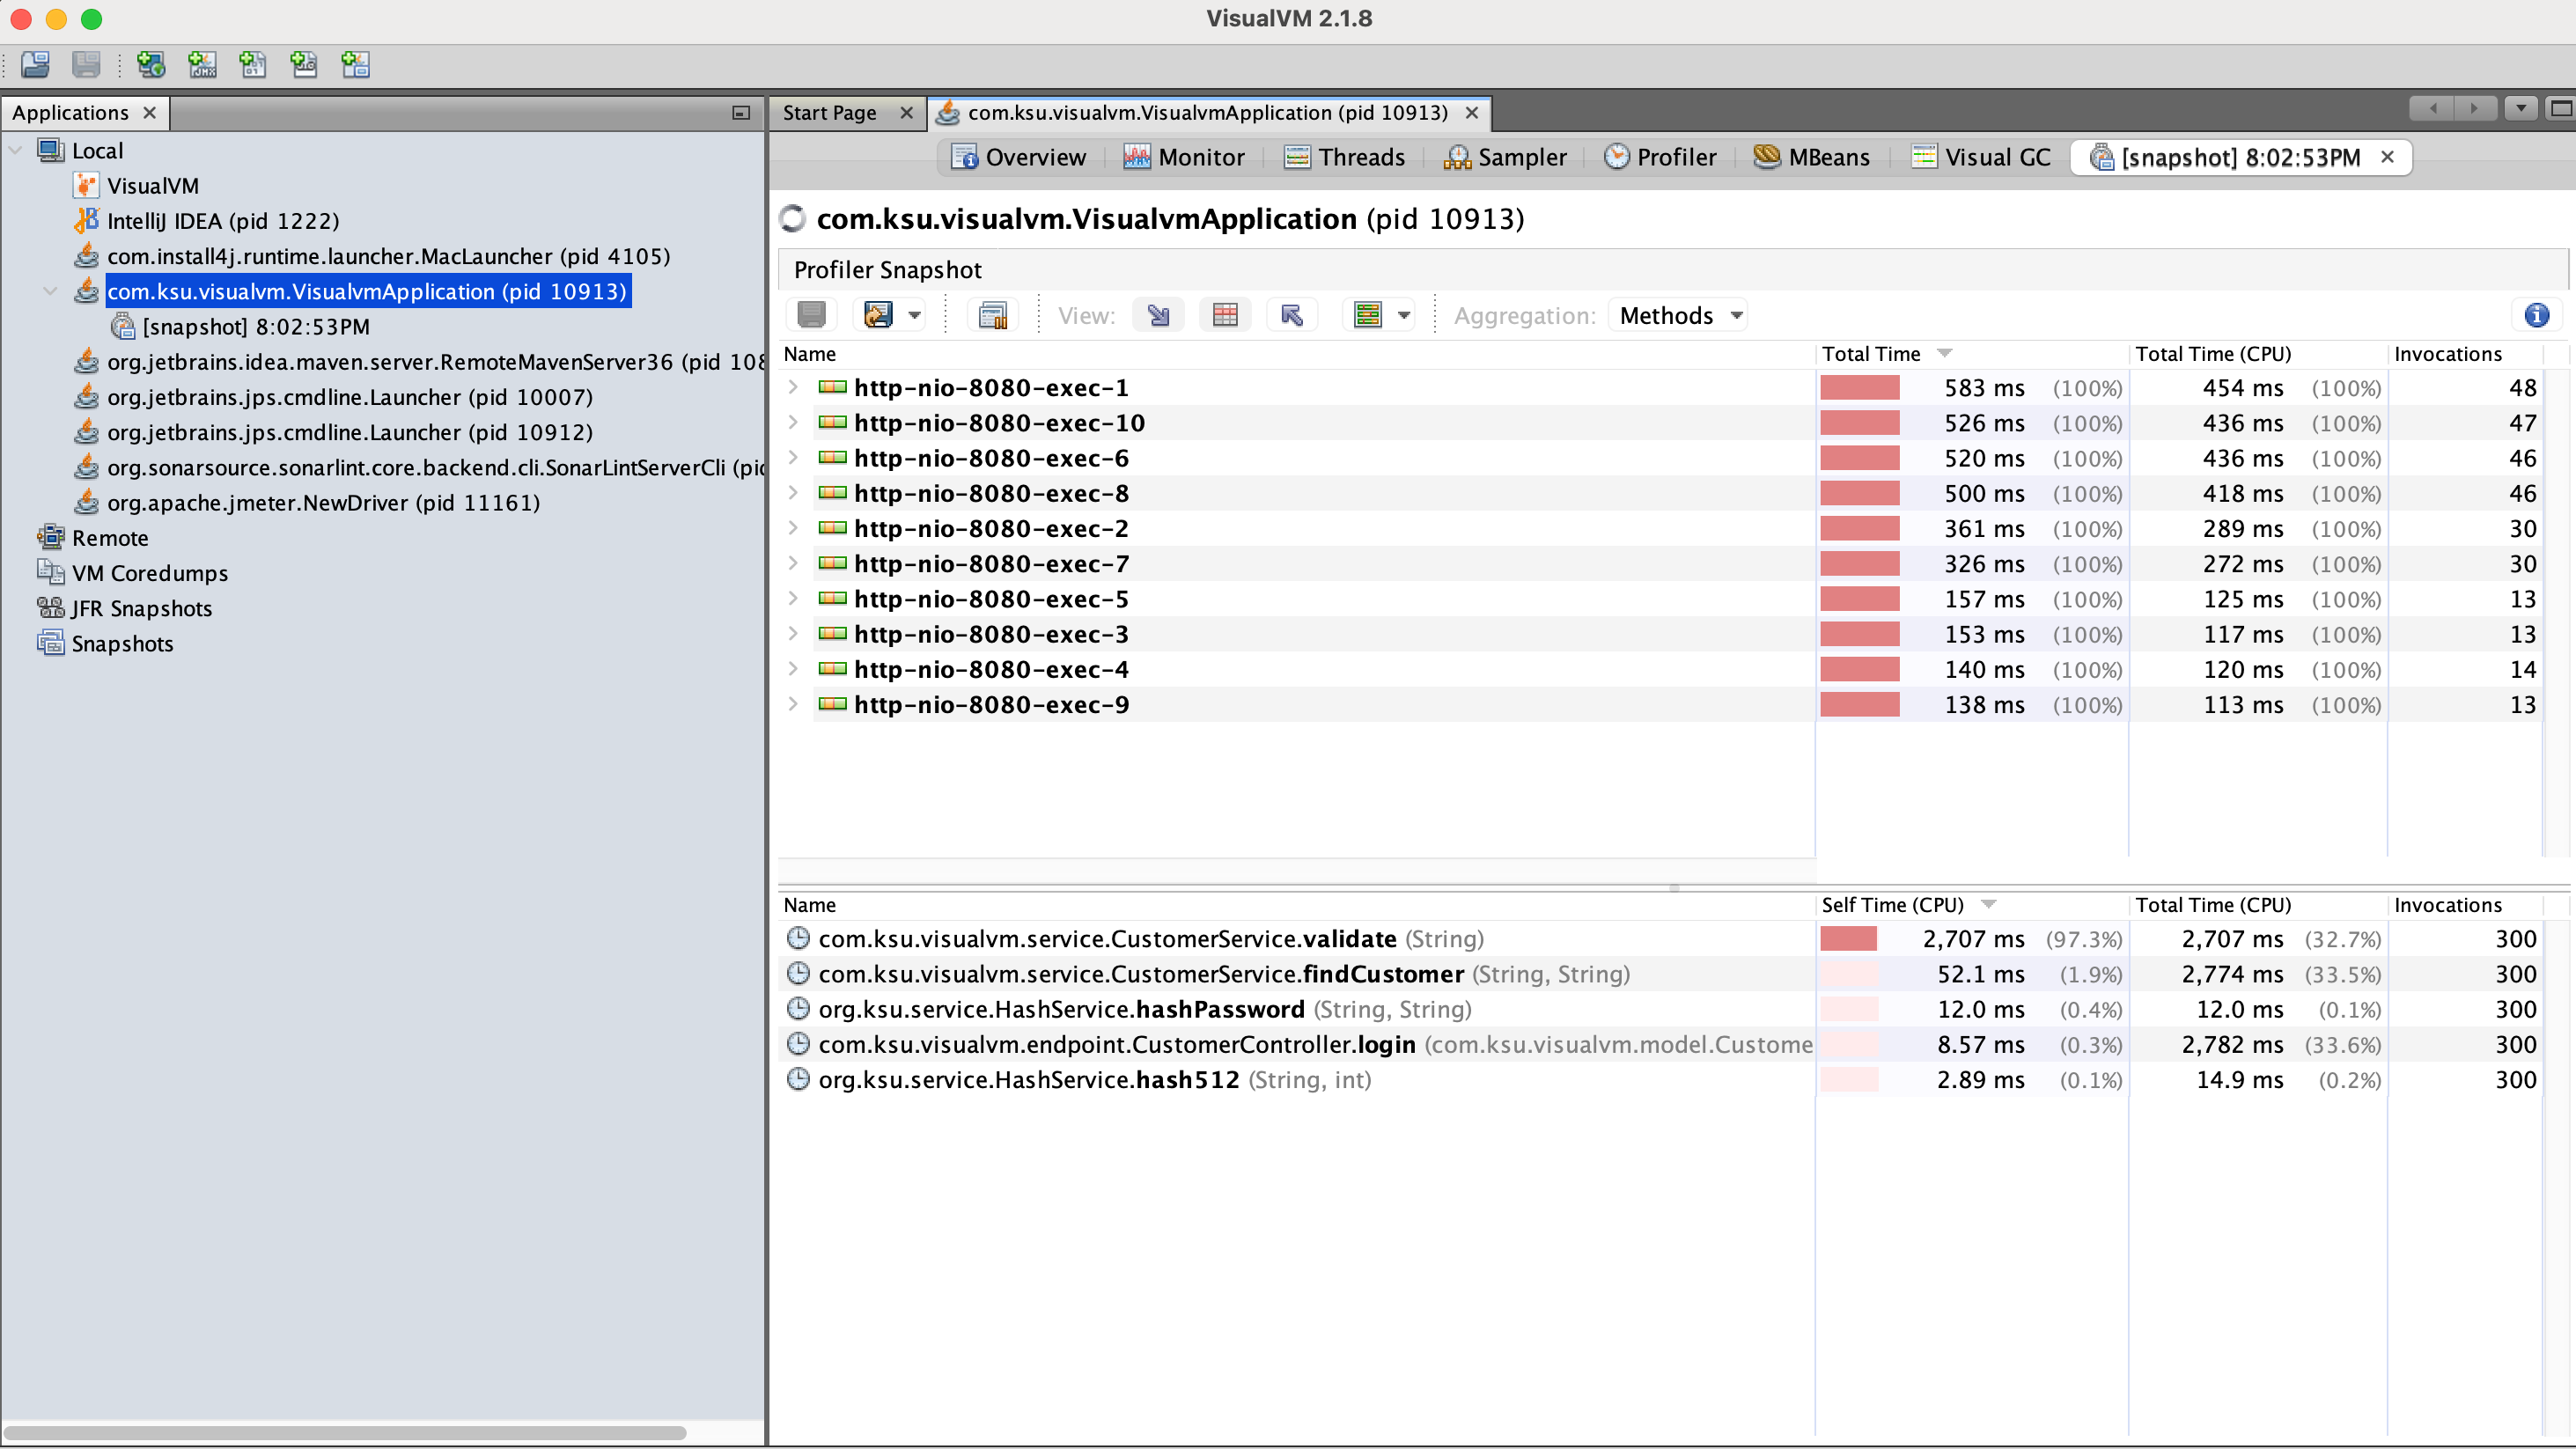 VisualVM 2.1.8
Applications
Start Page
com.ksu.visualvm.VisualvmApplication (pid 10913)
Local
VisualVM
IntelliJ IDEA (pid 1222)
com.install4j.runtime.launcher.MacLauncher (pid 4105)
com.ksu.visualvm.VisualvmApplication (pid 10913)
[snapshot] 8:02:53PM
org.jetbrains.idea.maven.server.RemoteMavenServer36 (pid 108
org.jetbrains.jps.cmdline.Launcher (pid 10007)
org.jetbrains.jps.cmdline.Launcher (pid 10912)
org.sonarsource.sonarlint.core.backend.cli.SonarLintServerCli (pid
org.apache.jmeter.NewDriver (pid 11161)
Remote
VM Coredumps
JFR Snapshots
Snapshots
Overview Monitor Threads Sampler Profiler MBeans Visual GC [snapshot] 8:02:53PM
com.ksu.visualvm.VisualvmApplication (pid 10913)
Profiler Snapshot
View: Aggregation: Methods
Name Total Time Total Time (CPU) Invocations
http-nio-8080-exec-1 583 ms (100%) 454 ms (100%) 48
http-nio-8080-exec-10 526 ms (100%) 436 ms (100%) 47
http-nio-8080-exec-6 520 ms (100%) 436 ms (100%) 46
http-nio-8080-exec-8 500 ms (100%) 418 ms (100%) 46
http-nio-8080-exec-2 361 ms (100%) 289 ms (100%) 30
http-nio-8080-exec-7 326 ms (100%) 272 ms (100%) 30
http-nio-8080-exec-5 157 ms (100%) 125 ms (100%) 13
http-nio-8080-exec-3 153 ms (100%) 117 ms (100%) 13
http-nio-8080-exec-4 140 ms (100%) 120 ms (100%) 14
http-nio-8080-exec-9 138 ms (100%) 113 ms (100%) 13
Name Self Time (CPU) Total Time (CPU) Invocations
com.ksu.visualvm.service.CustomerService.validate (String) 2,707 ms (97.3%) 2,707 ms (32.7%) 300
com.ksu.visualvm.service.CustomerService.findCustomer (String, String) 52.1 ms (1.9%) 2,774 ms (33.5%) 300
org.ksu.service.HashService.hashPassword (String, String) 12.0 ms (0.4%) 12.0 ms (0.1%) 300
com.ksu.visualvm.endpoint.CustomerController.login (com.ksu.visualvm.model.Custome 8.57 ms (0.3%) 2,782 ms (33.6%) 300
org.ksu.service.HashService.hash512 (String, int) 2.89 ms (0.1%) 14.9 ms (0.2%) 300